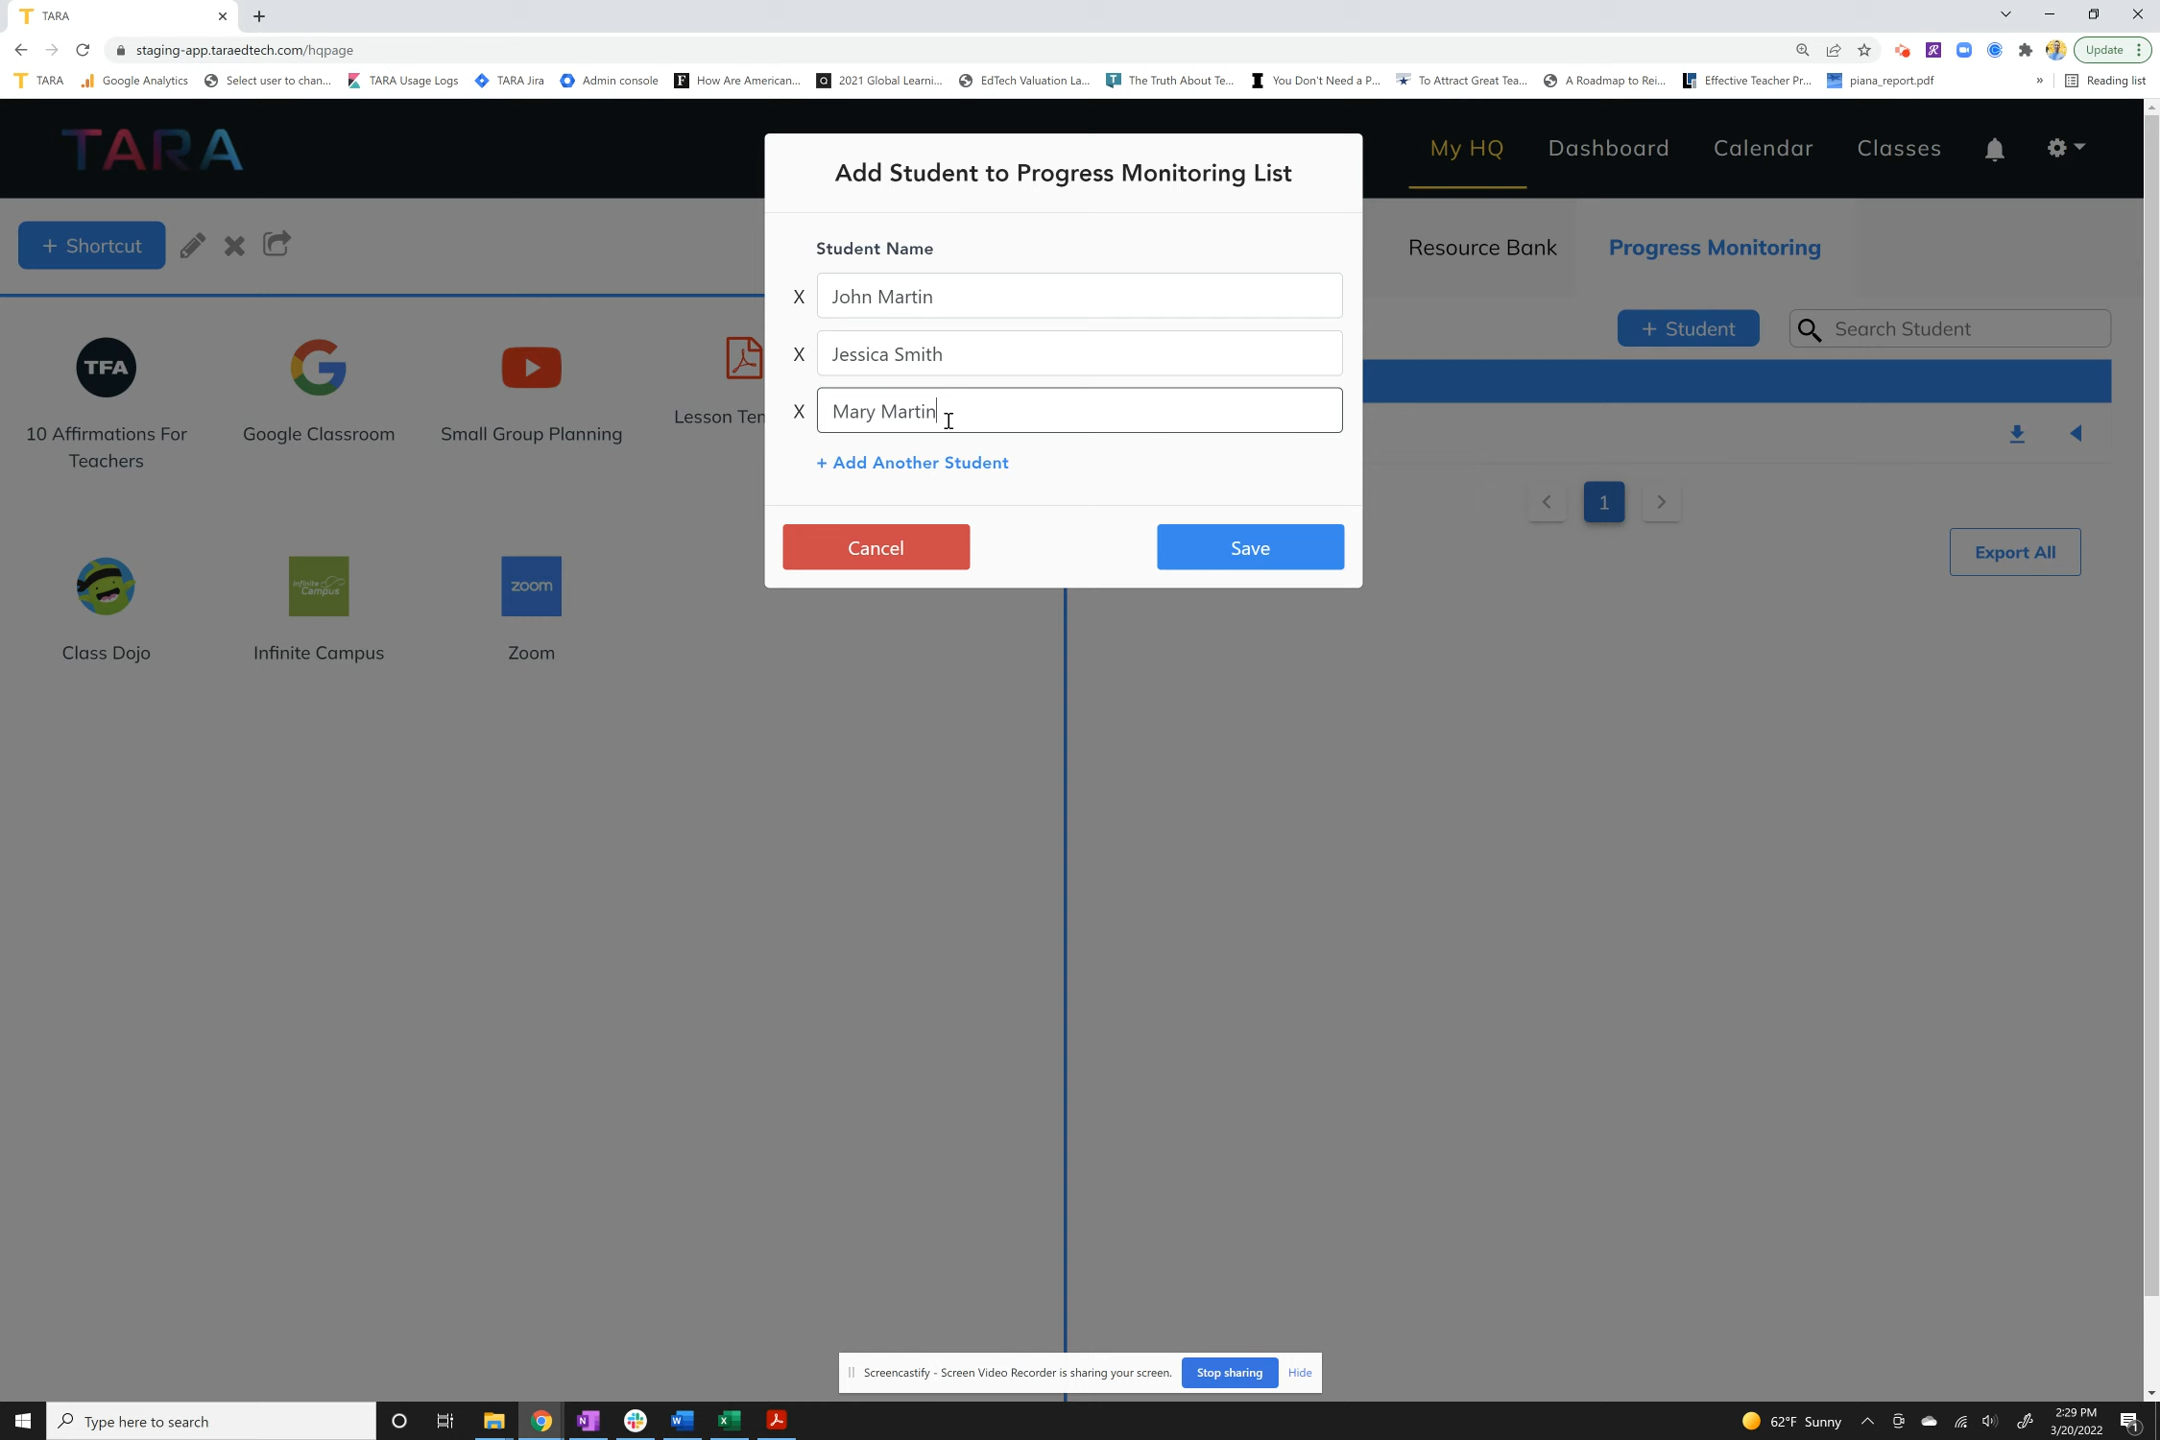 TARA
staging-app.taraedtech.com/hqpage
Update
TARA
Google Analytics
Select user to chan...
TARA Usage Logs
TARA Jira
Admin console
How Are American...
2021 Global Learni...
EdTech Valuation La...
The Truth About Te...
You Don't Need a P...
To Attract Great Tea...
A Roadmap to Rei...
Effective Teacher Pr...
piana_report.pdf
»
Reading list
TARA
My HQ
Dashboard
Calendar
Classes
+ Shortcut
Resource Bank
Progress Monitoring
+ Student
Search Student
TFA
10 Affirmations For
Teachers
Google Classroom
Small Group Planning
Lesson Ten
Infinite
Campus
zoom
Class Dojo
Infinite Campus
Zoom
1
Export All
Add Student to Progress Monitoring List
Student Name
X John Martin
X Jessica Smith
X Mary Martin
+ Add Another Student
Cancel
Save
Screencastify - Screen Video Recorder is sharing your screen.
Stop sharing
Hide
Type here to search
62°F Sunny
2:29 PM
3/20/2022
1